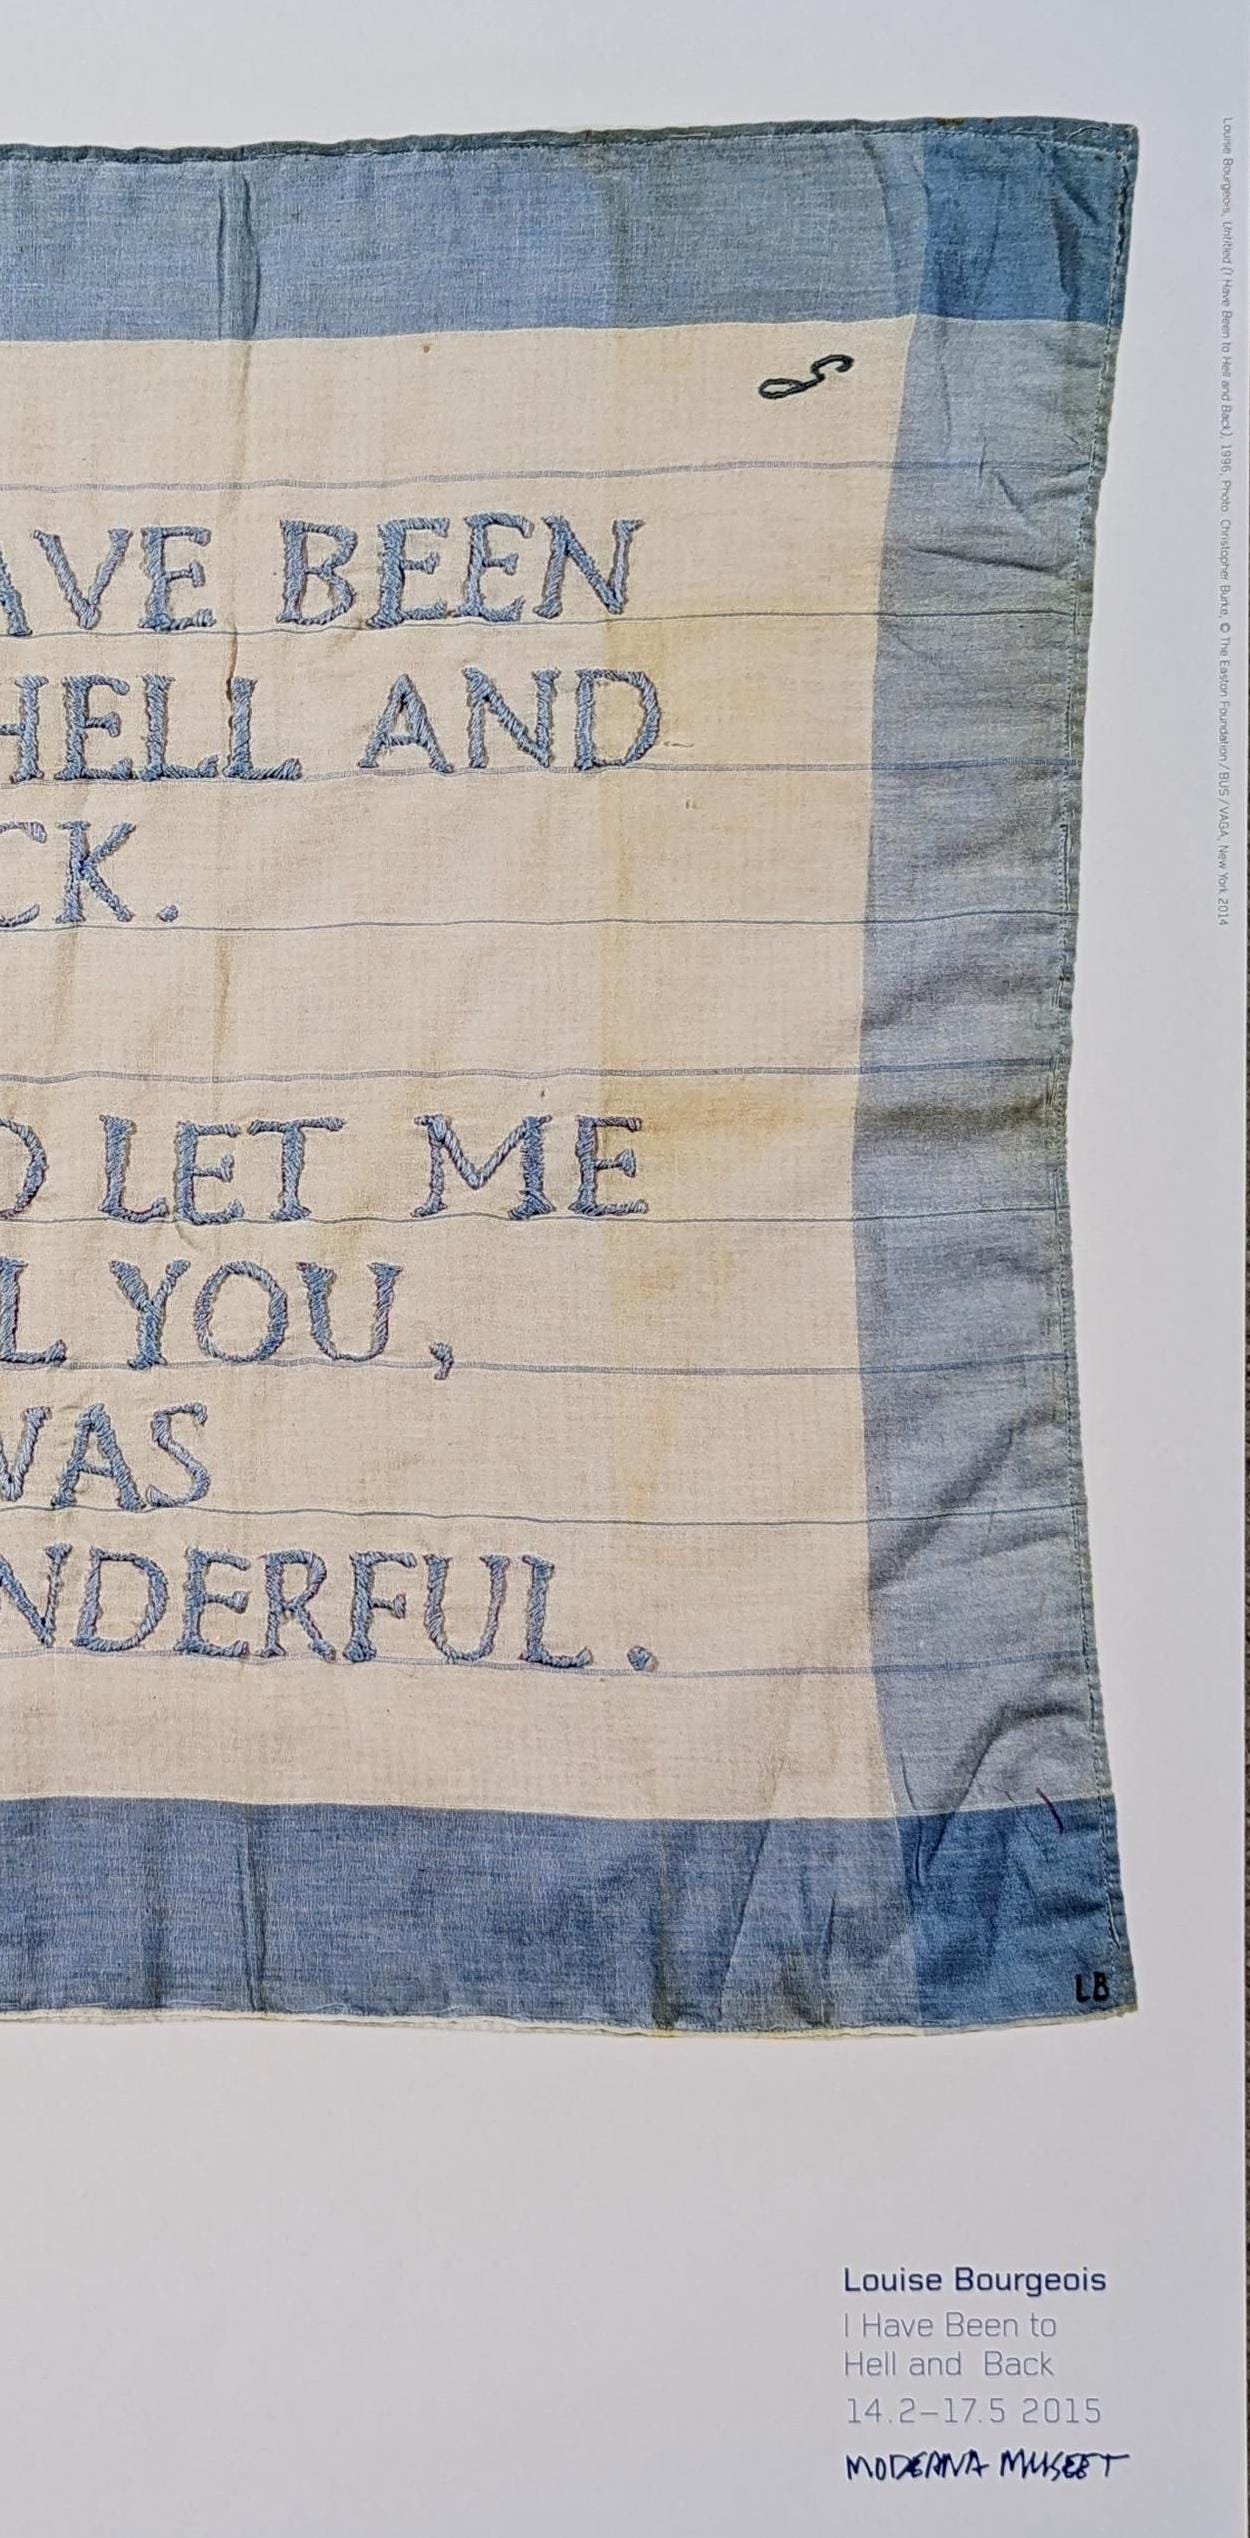 AVE BEEN
HELL AND
CK.
D LET ME
L YOU,
WAS
NDERFUL.
LB
Louise Bourgeois, Untitled (I Have Been to Hell and Back), 1996, Photo: Christopher Burke, © The Easton Foundation / BUS / VAGA, New York 2014
Louise Bourgeois
I Have Been to
Hell and Back
14.2–17.5 2015
MODERNA MUSEET